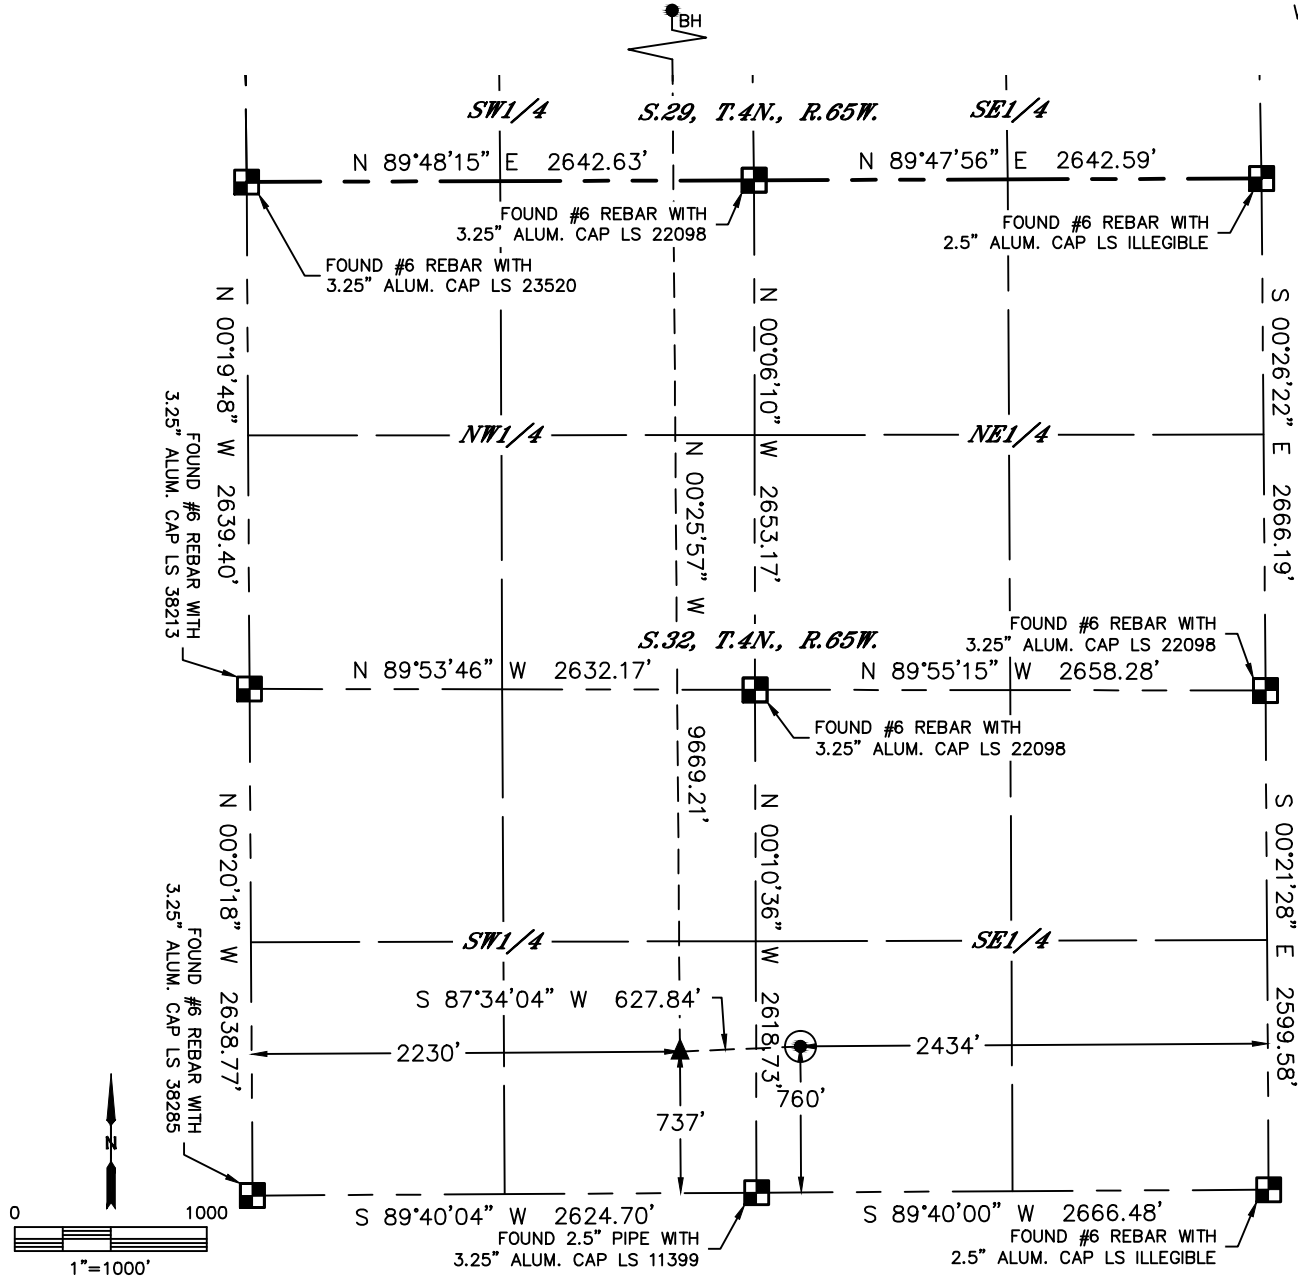 BH
SW1/4
S.29, T.4N., R.65W.
SE1/4
N 89°48'15" E 2642.63'
N 89°47'56" E 2642.59'
FOUND #6 REBAR WITH
3.25" ALUM. CAP LS 22098
FOUND #6 REBAR WITH
2.5" ALUM. CAP LS ILLEGIBLE
FOUND #6 REBAR WITH
3.25" ALUM. CAP LS 23520
N 00°19'48" W 2639.40'
N 00°06'10" W 2653.17'
S 00°26'22" E 2666.19'
FOUND #6 REBAR WITH
3.25" ALUM. CAP LS 38213
NW1/4
NE1/4
N 00°25'57" W 9669.21'
S.32, T.4N., R.65W.
FOUND #6 REBAR WITH
3.25" ALUM. CAP LS 22098
N 89°53'46" W 2632.17'
N 89°55'15" W 2658.28'
FOUND #6 REBAR WITH
3.25" ALUM. CAP LS 22098
N 00°20'18" W 2638.77'
N 00°10'36" W 2618.73'
S 00°21'28" E 2599.58'
FOUND #6 REBAR WITH
3.25" ALUM. CAP LS 38285
SW1/4
SE1/4
S 87°34'04" W 627.84'
2230'
2434'
737'
760'
N
0 1000
1"=1000'
S 89°40'04" W 2624.70'
S 89°40'00" W 2666.48'
FOUND 2.5" PIPE WITH
3.25" ALUM. CAP LS 11399
FOUND #6 REBAR WITH
2.5" ALUM. CAP LS ILLEGIBLE